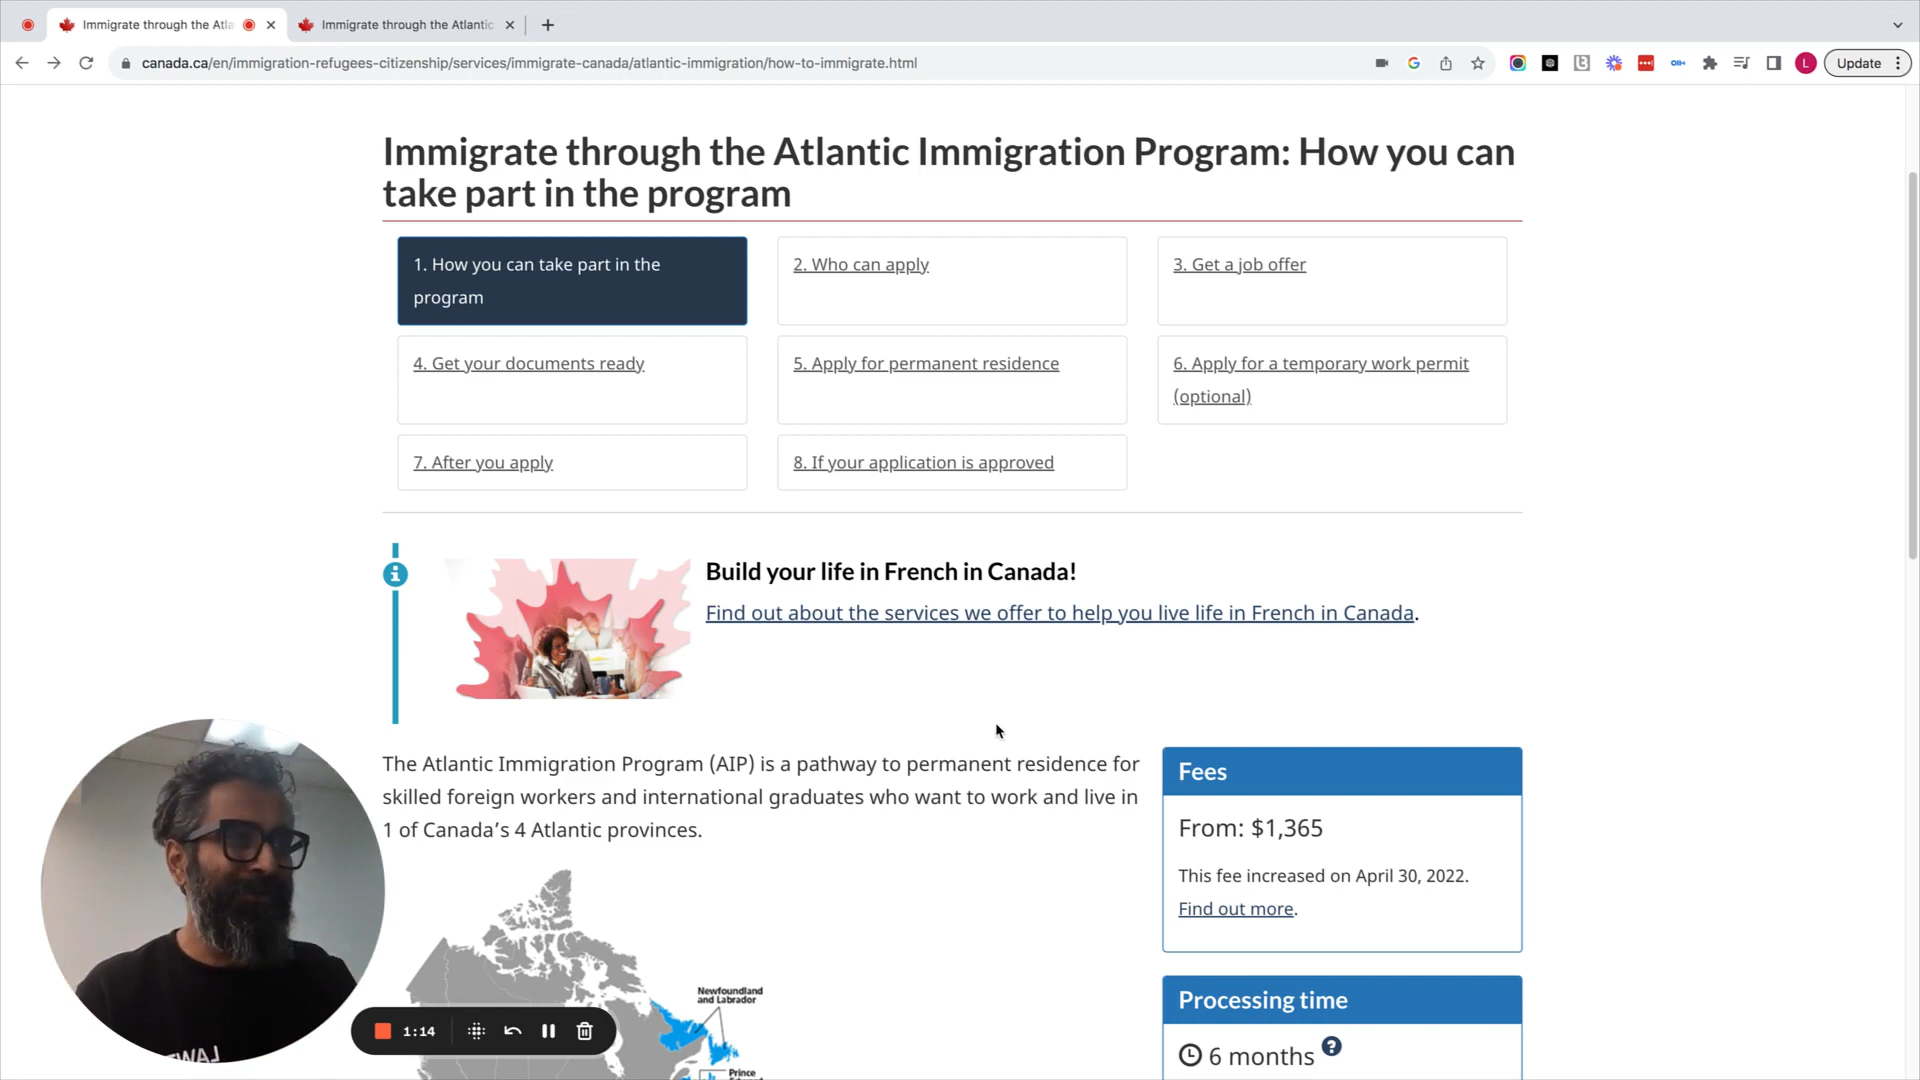 Immigrate through the Atla
Immigrate through the Atlantic
canada.ca/en/immigration-refugees-citizenship/services/immigrate-canada/atlantic-immigration/how-to-immigrate.html
L
Update
Immigrate through the Atlantic Immigration Program: How you can
take part in the program
1. How you can take part in the
program
2. Who can apply
3. Get a job offer
4. Get your documents ready
5. Apply for permanent residence
6. Apply for a temporary work permit
(optional)
7. After you apply
8. If your application is approved
Build your life in French in Canada!
Find out about the services we offer to help you live life in French in Canada.
The Atlantic Immigration Program (AIP) is a pathway to permanent residence for
skilled foreign workers and international graduates who want to work and live in
1 of Canada's 4 Atlantic provinces.
Fees
From: $1,365
This fee increased on April 30, 2022.
Find out more.
Processing time
6 months ?
Newfoundland
and Labrador
Prince
1:14